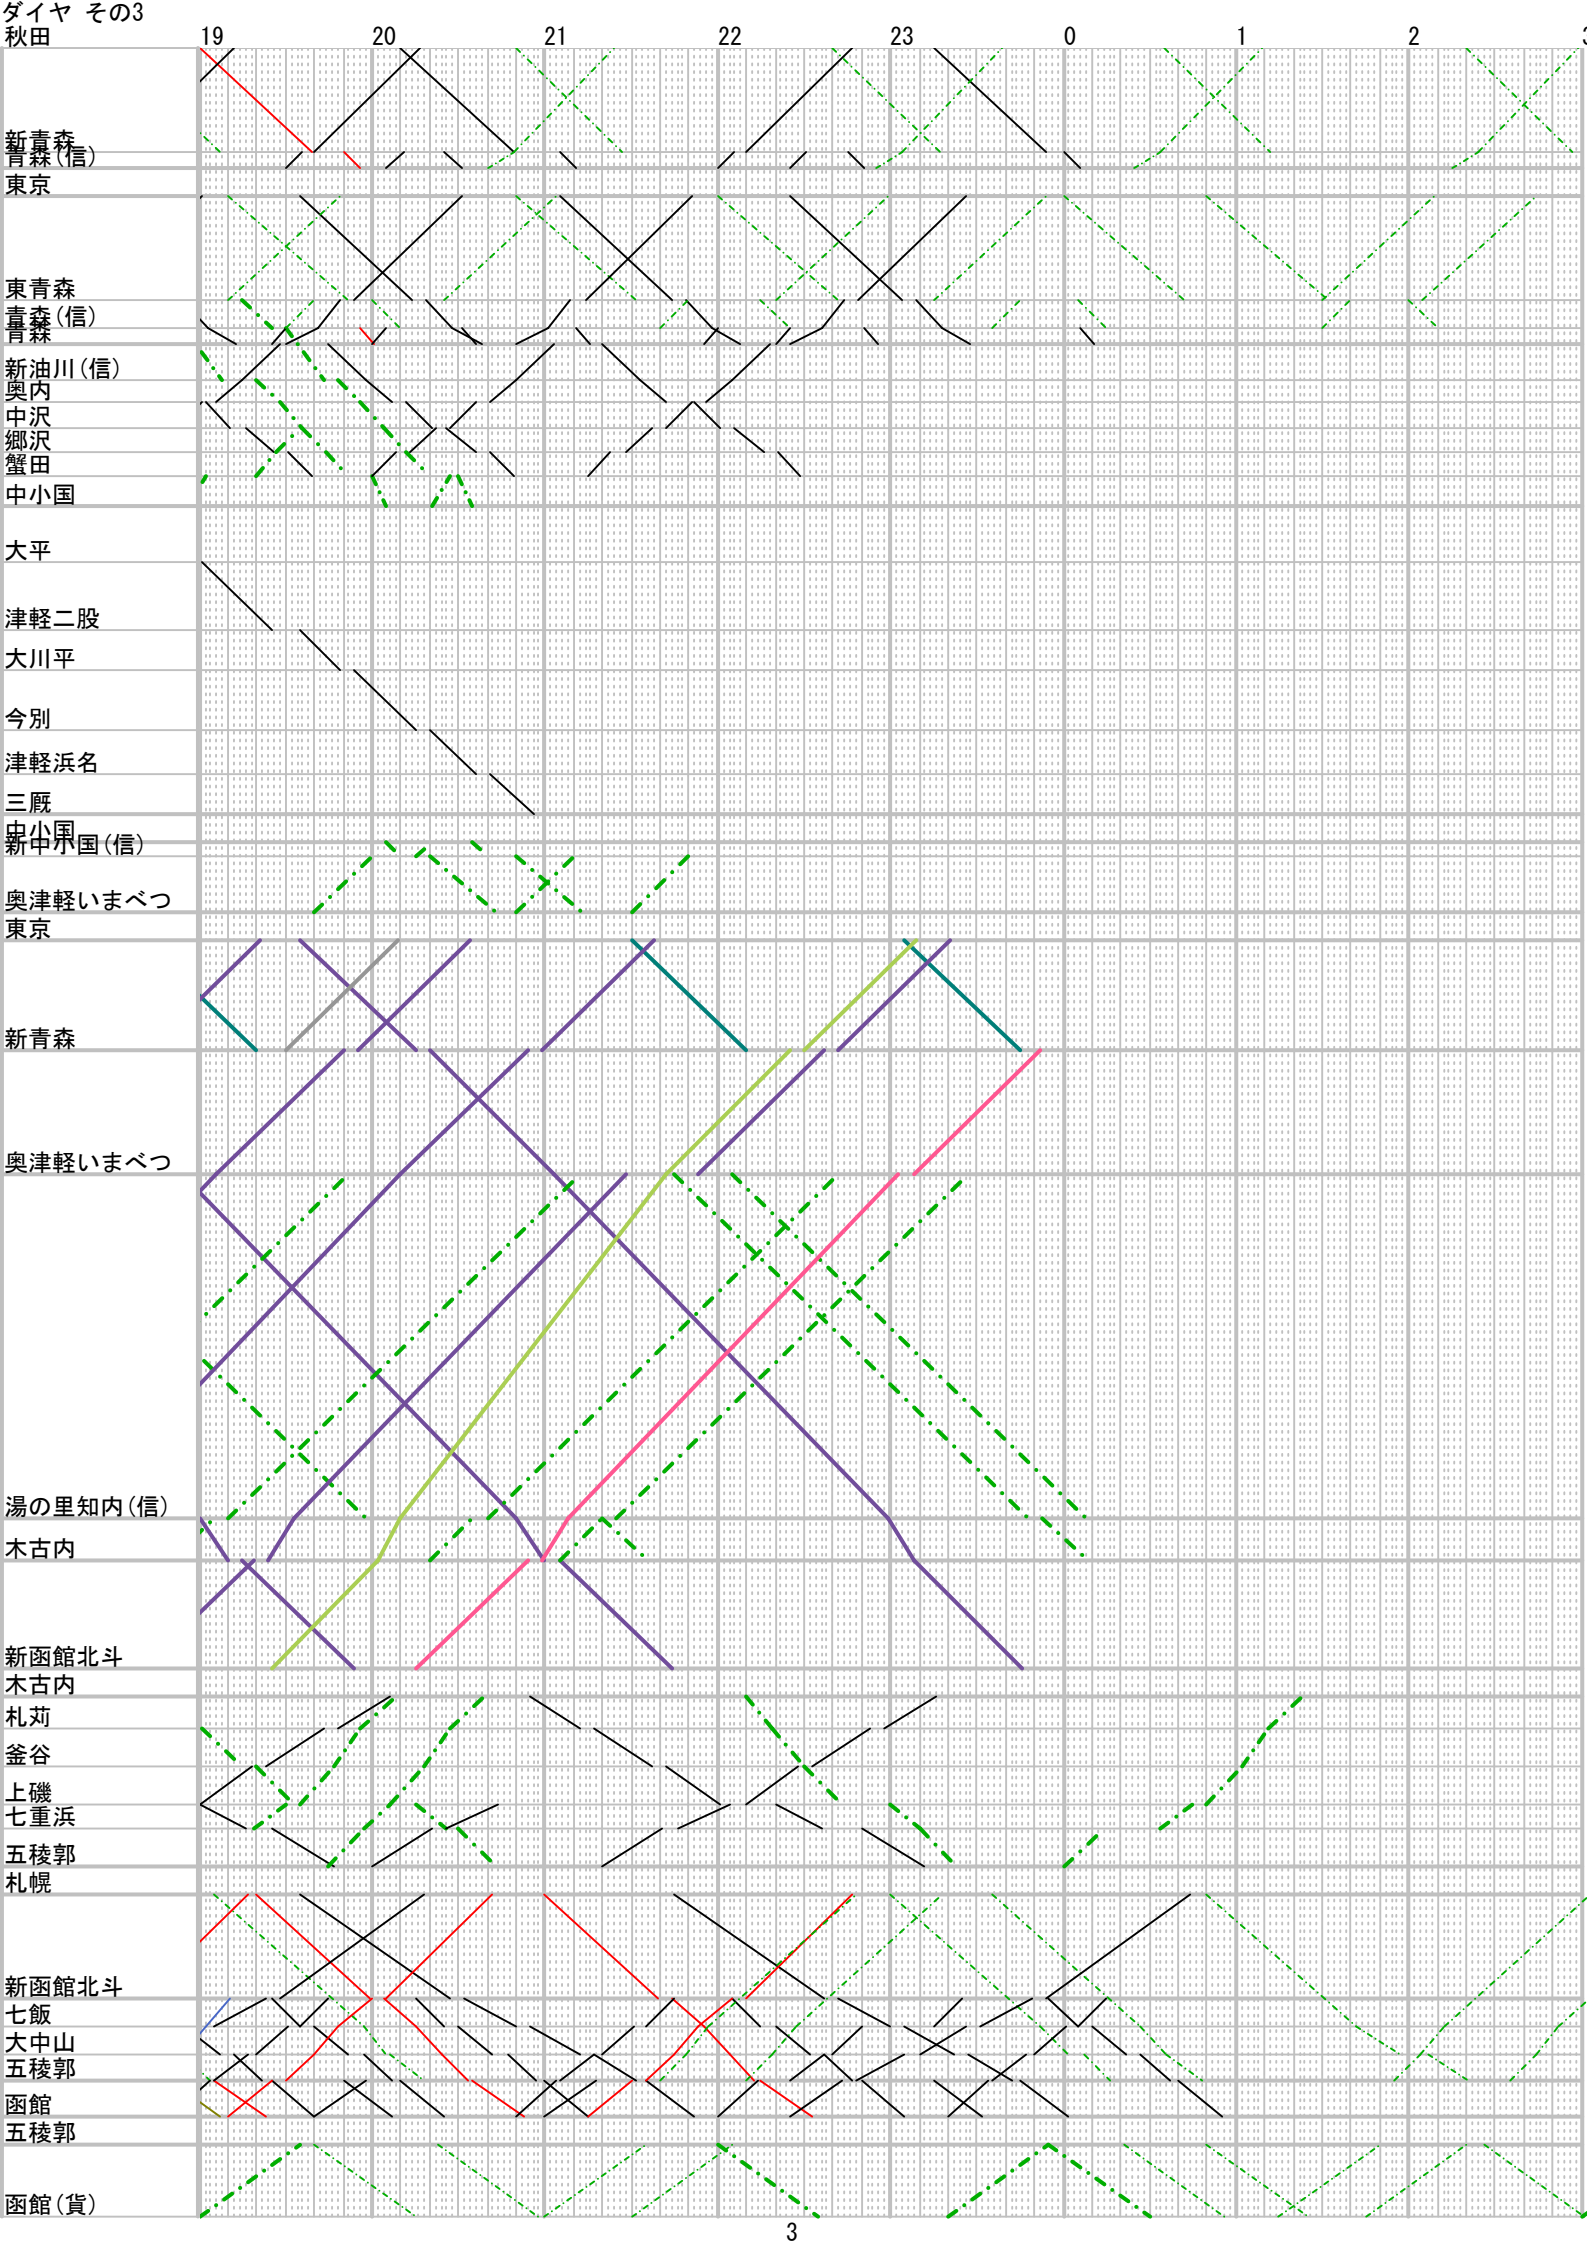 ダイヤ その3
秋田 19 20 21 22 23 0 1 2 3
新青森
青森(信)
東京
東青森
青森(信)
青森
新油川(信)
奥内
中沢
郷沢
蟹田
中小国
大平
津軽二股
大川平
今別
津軽浜名
三厩
中小国
新中小国(信)
奥津軽いまべつ
東京
新青森
奥津軽いまべつ
湯の里知内(信)
木古内
新函館北斗
木古内
札苅
釜谷
上磯
七重浜
五稜郭
札幌
新函館北斗
七飯
大中山
五稜郭
函館
五稜郭
函館(貨)
3